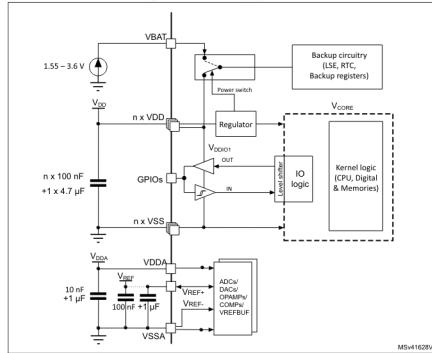 VBAT
Backup circuitry
(LSE, RTC,
Backup registers)
1.55 – 3.6 V
Power switch
VDD
VCORE
n x VDD
Regulator
VDDIO1
OUT
n x 100 nF
+1 x 4.7 µF
GPIOs
IN
Level shifter
IO
logic
Kernel logic
(CPU, Digital
& Memories)
n x VSS
VDDA
VDDA
VREF
10 nF
+1 µF
100 nF
+1 µF
VREF+
VREF-
ADCs/
DACs/
OPAMPs/
COMPs/
VREFBUF
VSSA
MSv41628V